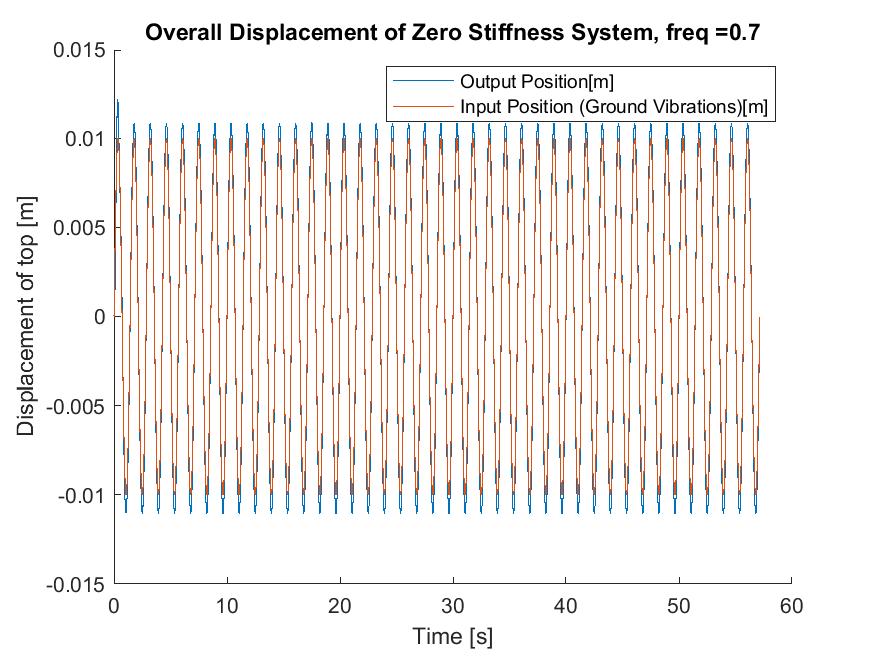 Overall Displacement of Zero Stiffness System, freq =0.7
Output Position[m]
Input Position (Ground Vibrations)[m]
Displacement of top [m]
0.015
0.01
0.005
0
-0.005
-0.01
-0.015
0 10 20 30 40 50 60
Time [s]